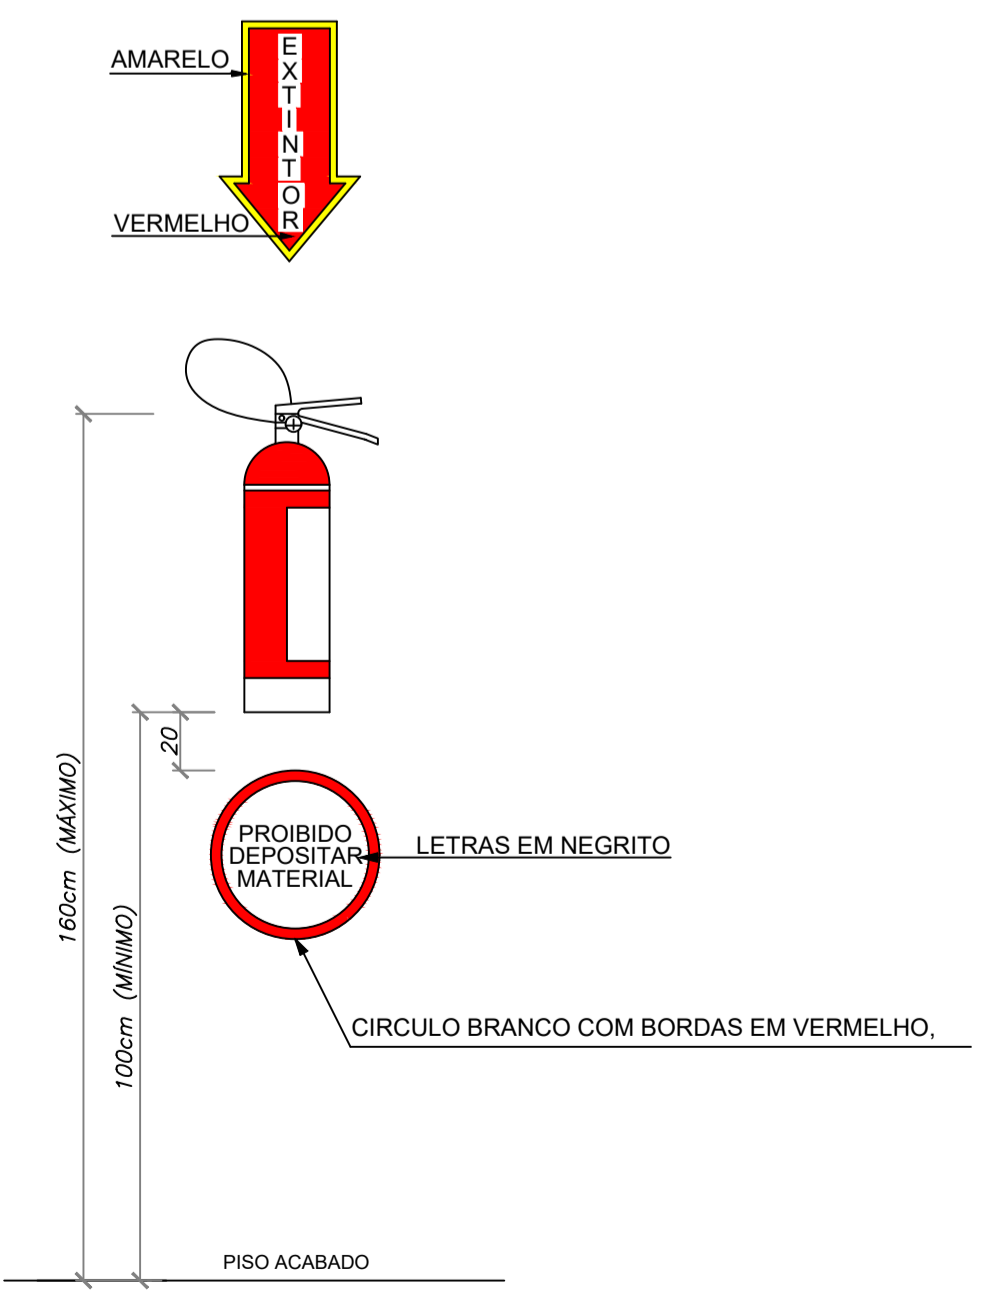 AMARELO
EXTINTOR
VERMELHO
20
160cm (MÁXIMO)
PROIBIDO
DEPOSITAR
MATERIAL
LETRAS EM NEGRITO
100cm (MÍNIMO)
CIRCULO BRANCO COM BORDAS EM VERMELHO,
PISO ACABADO